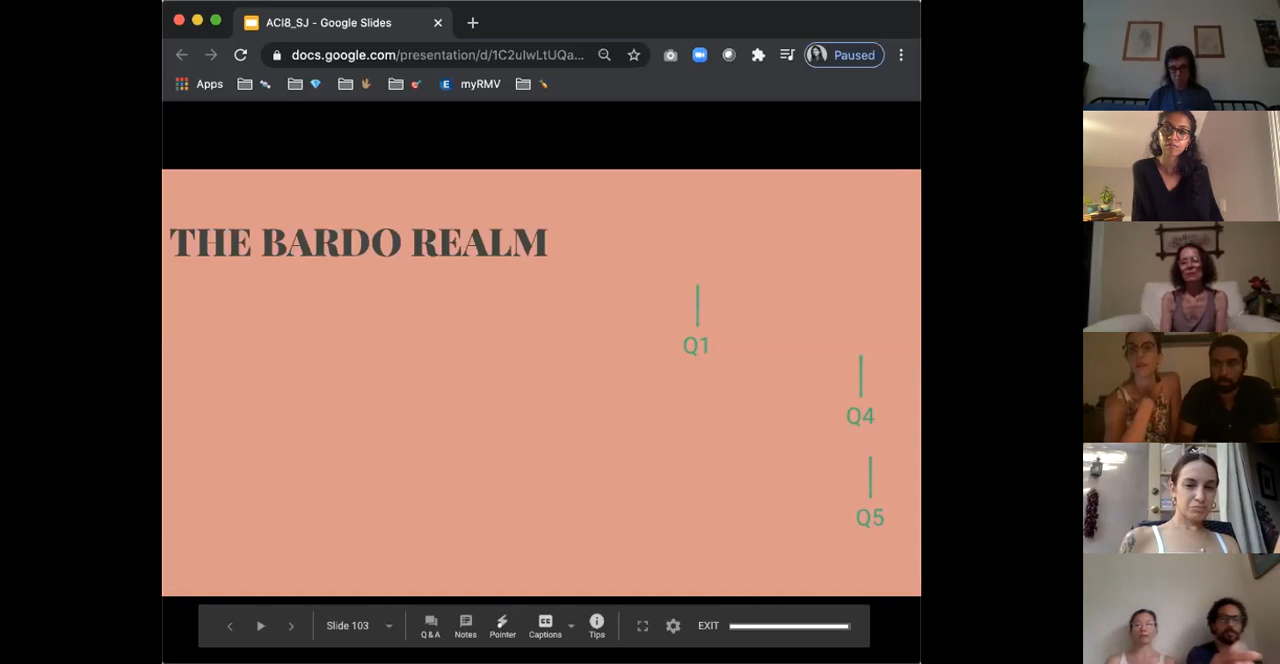 ACI8_SJ - Google Slides
docs.google.com/presentation/d/1C2ulwLtUQa...
Paused
Apps
myRMV
THE BARDO REALM
Q1
Q4
Q5
Slide 103
Q&A
Notes
Pointer
Captions
Tips
EXIT